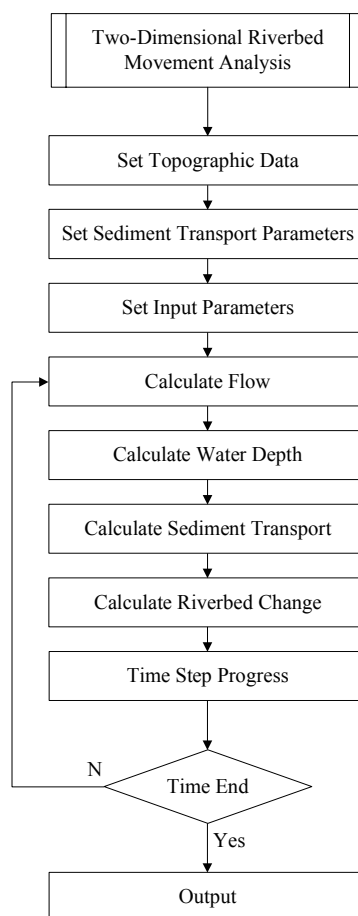 Two-Dimensional Riverbed
Movement Analysis
Set Topographic Data
Set Sediment Transport Parameters
Set Input Parameters
Calculate Flow
Calculate Water Depth
Calculate Sediment Transport
Calculate Riverbed Change
Time Step Progress
N
Time End
Yes
Output